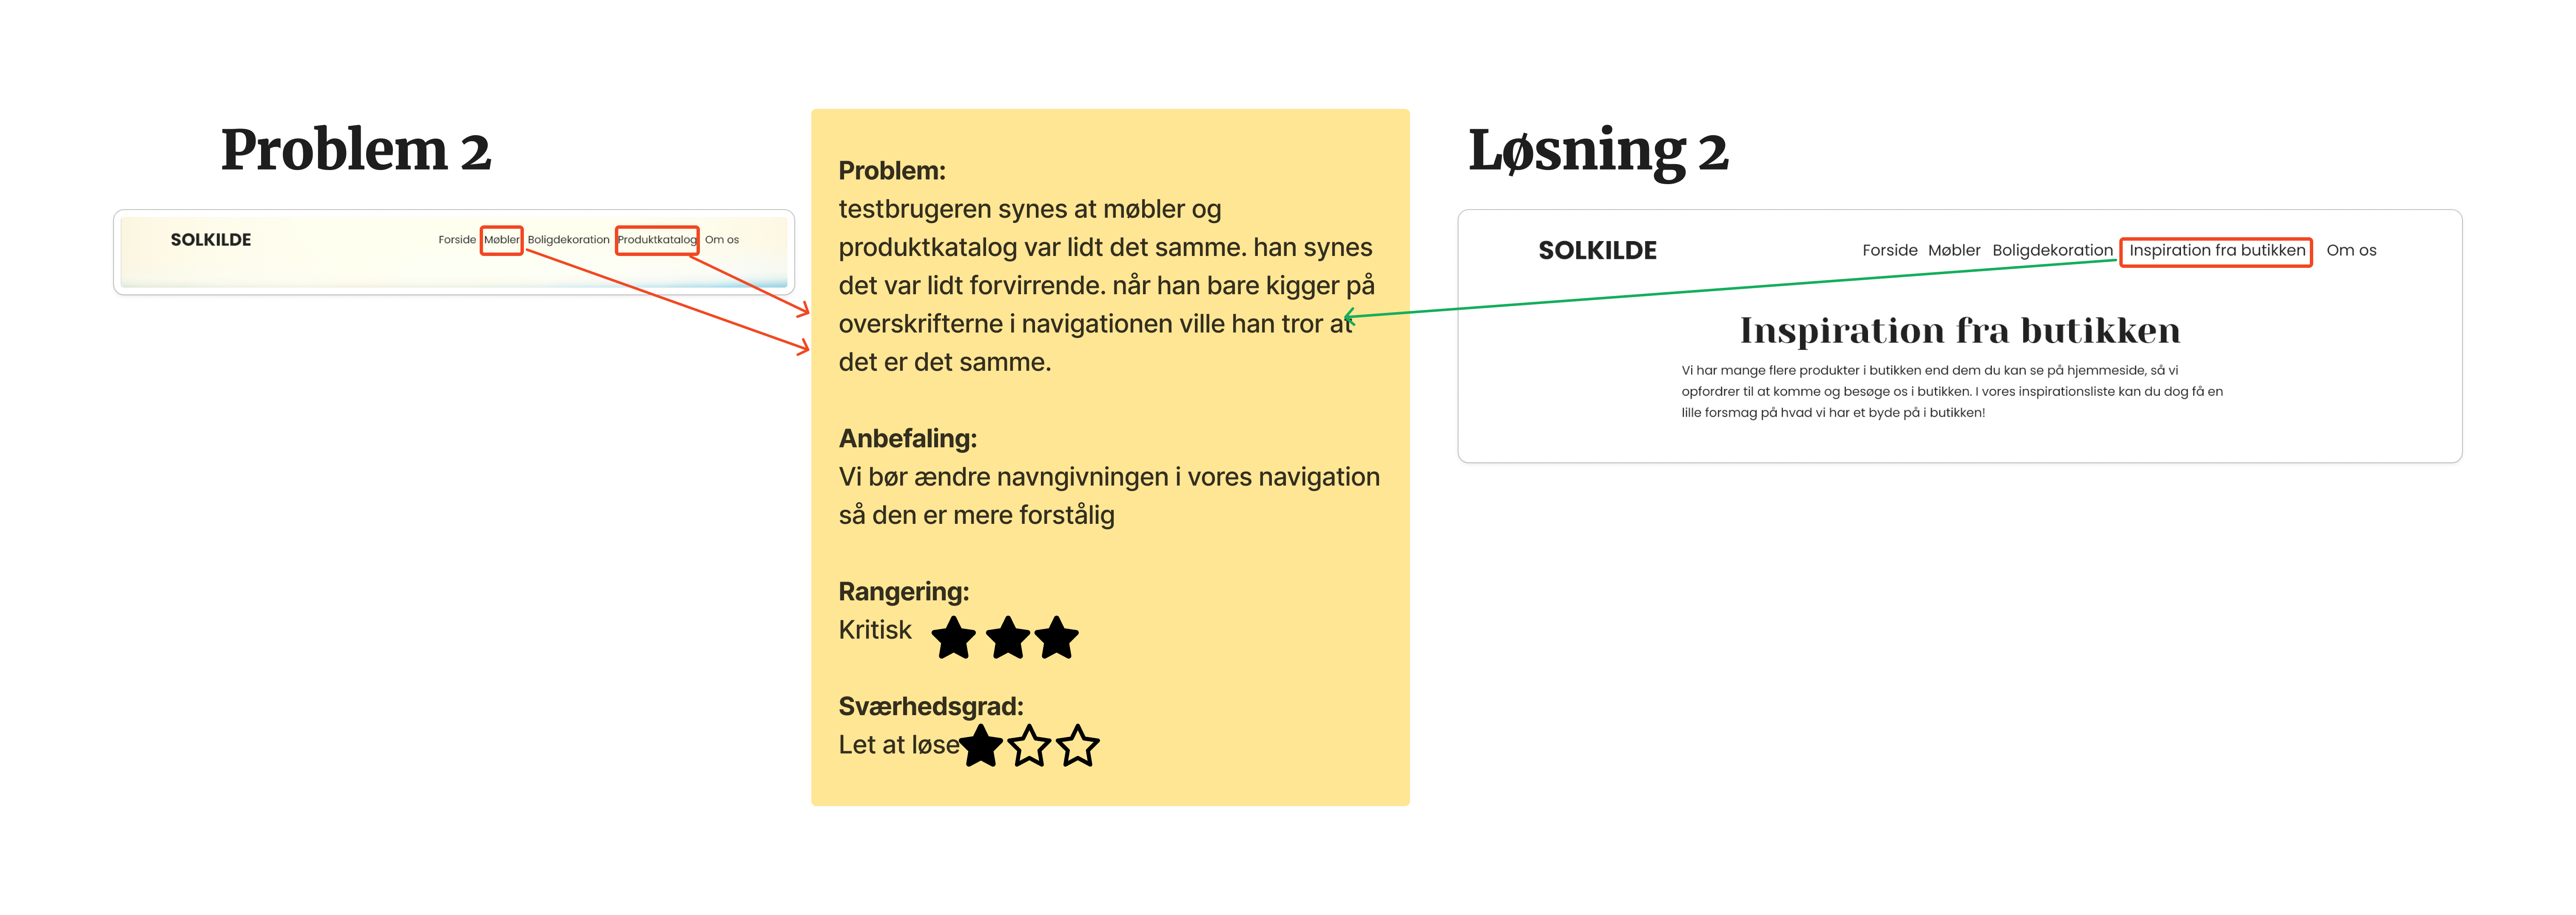 Problem 2
SOLKILDE
Forside Møbler Boligdekoration Produktkatalog Om os
Problem:
testbrugeren synes at møbler og
produktkatalog var lidt det samme. han synes
det var lidt forvirrende. når han bare kigger på
overskrifterne i navigationen ville han tror at
det er det samme.
Anbefaling:
Vi bør ændre navngivningen i vores navigation
så den er mere forstålig
Rangering:
Kritisk
Sværhedsgrad:
Let at løse
Løsning 2
SOLKILDE
Forside Møbler Boligdekoration Inspiration fra butikken Om os
Inspiration fra butikken
Vi har mange flere produkter i butikken end dem du kan se på hjemmeside, så vi
opfordrer til at komme og besøge os i butikken. I vores inspirationsliste kan du dog få en
lille forsmag på hvad vi har et byde på i butikken!